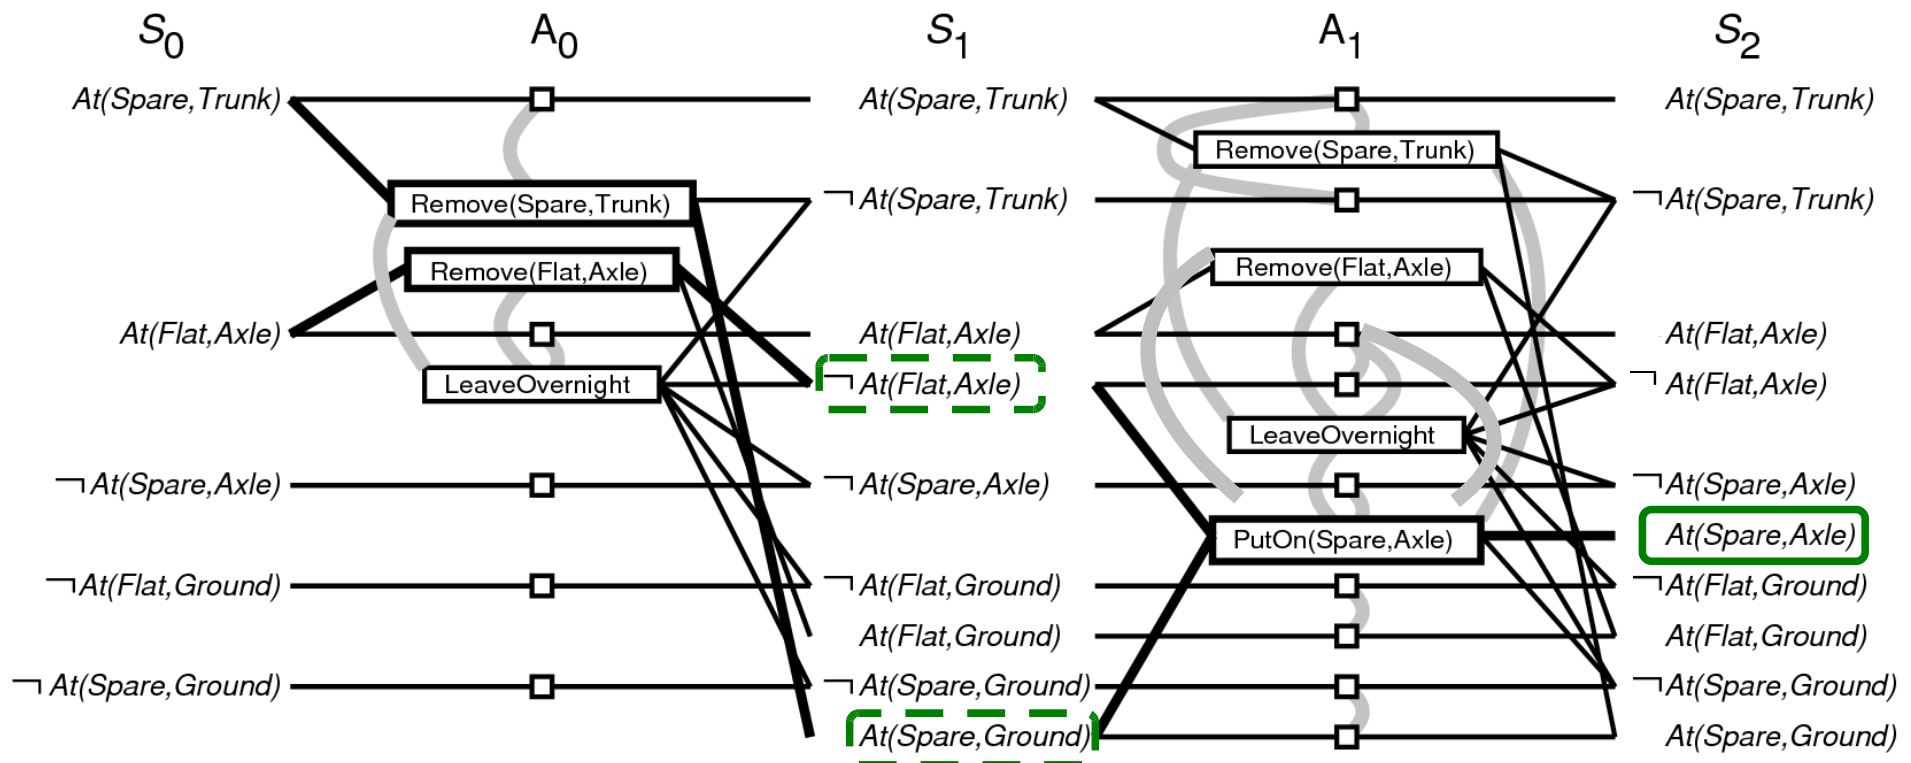 S0 A0 S1 A1 S2
At(Spare,Trunk) At(Spare,Trunk) At(Spare,Trunk)
Remove(Spare,Trunk)
Remove(Spare,Trunk) ¬At(Spare,Trunk) ¬At(Spare,Trunk)
Remove(Flat,Axle) Remove(Flat,Axle)
At(Flat,Axle) At(Flat,Axle) At(Flat,Axle)
LeaveOvernight ¬At(Flat,Axle) ¬At(Flat,Axle)
LeaveOvernight
¬At(Spare,Axle) ¬At(Spare,Axle) ¬At(Spare,Axle)
PutOn(Spare,Axle) At(Spare,Axle)
¬At(Flat,Ground) ¬At(Flat,Ground) ¬At(Flat,Ground)
At(Flat,Ground) At(Flat,Ground)
¬At(Spare,Ground) ¬At(Spare,Ground) ¬At(Spare,Ground)
At(Spare,Ground) At(Spare,Ground)